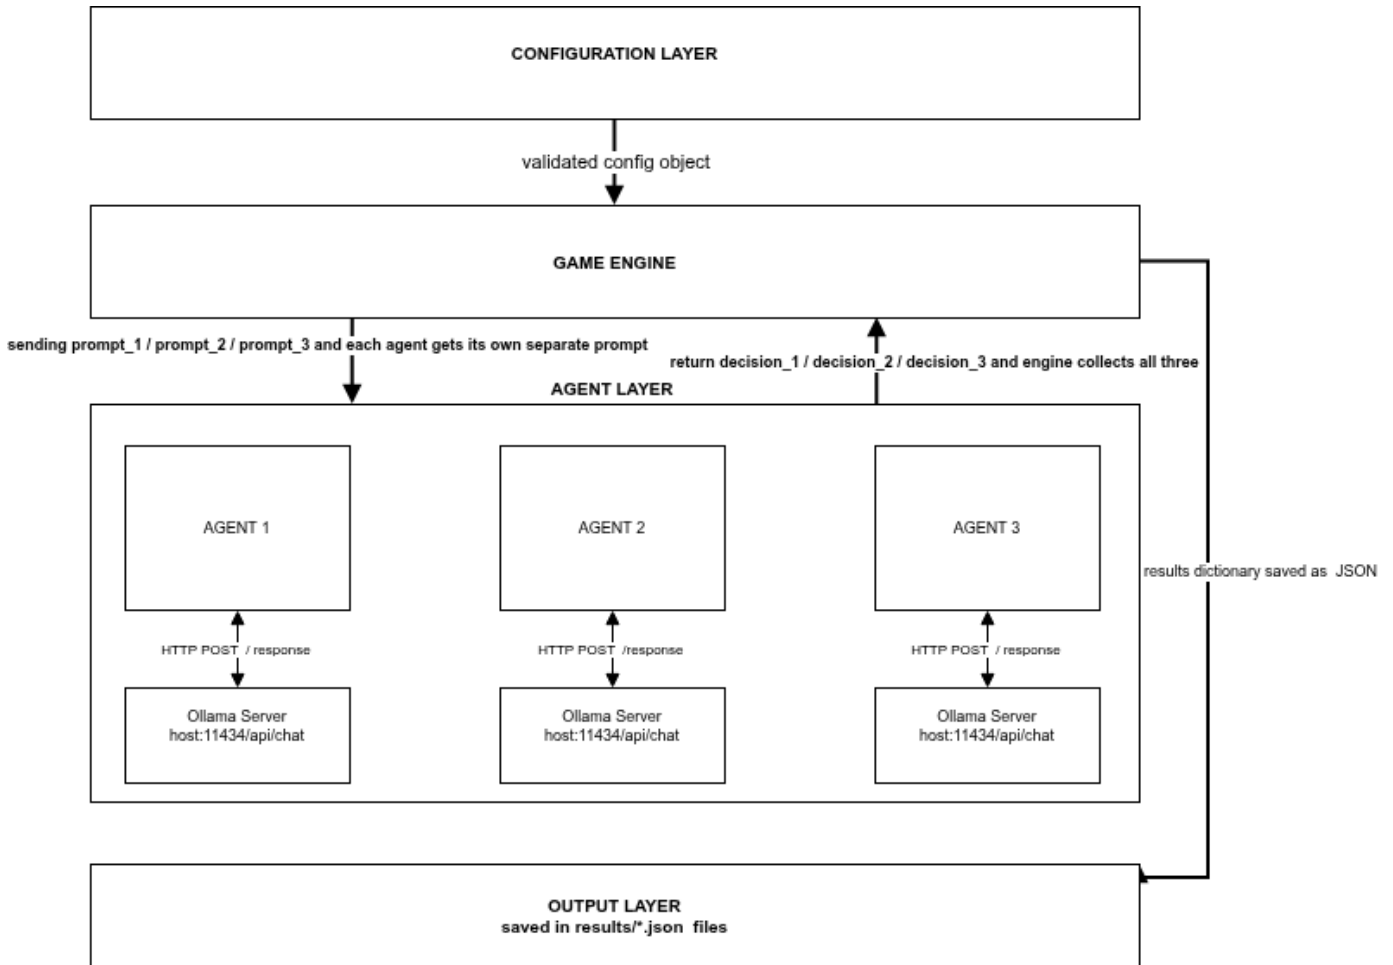 CONFIGURATION LAYER
validated config object
GAME ENGINE
sending prompt_1 / prompt_2 / prompt_3 and each agent gets its own separate prompt
return decision_1 / decision_2 / decision_3 and engine collects all three
AGENT LAYER
AGENT 1
AGENT 2
AGENT 3
results dictionary saved as  JSON
HTTP POST  / response
HTTP POST  /response
HTTP POST  / response
Ollama Server
host:11434/api/chat
Ollama Server
host:11434/api/chat
Ollama Server
host:11434/api/chat
OUTPUT LAYER
saved in results/*.json  files